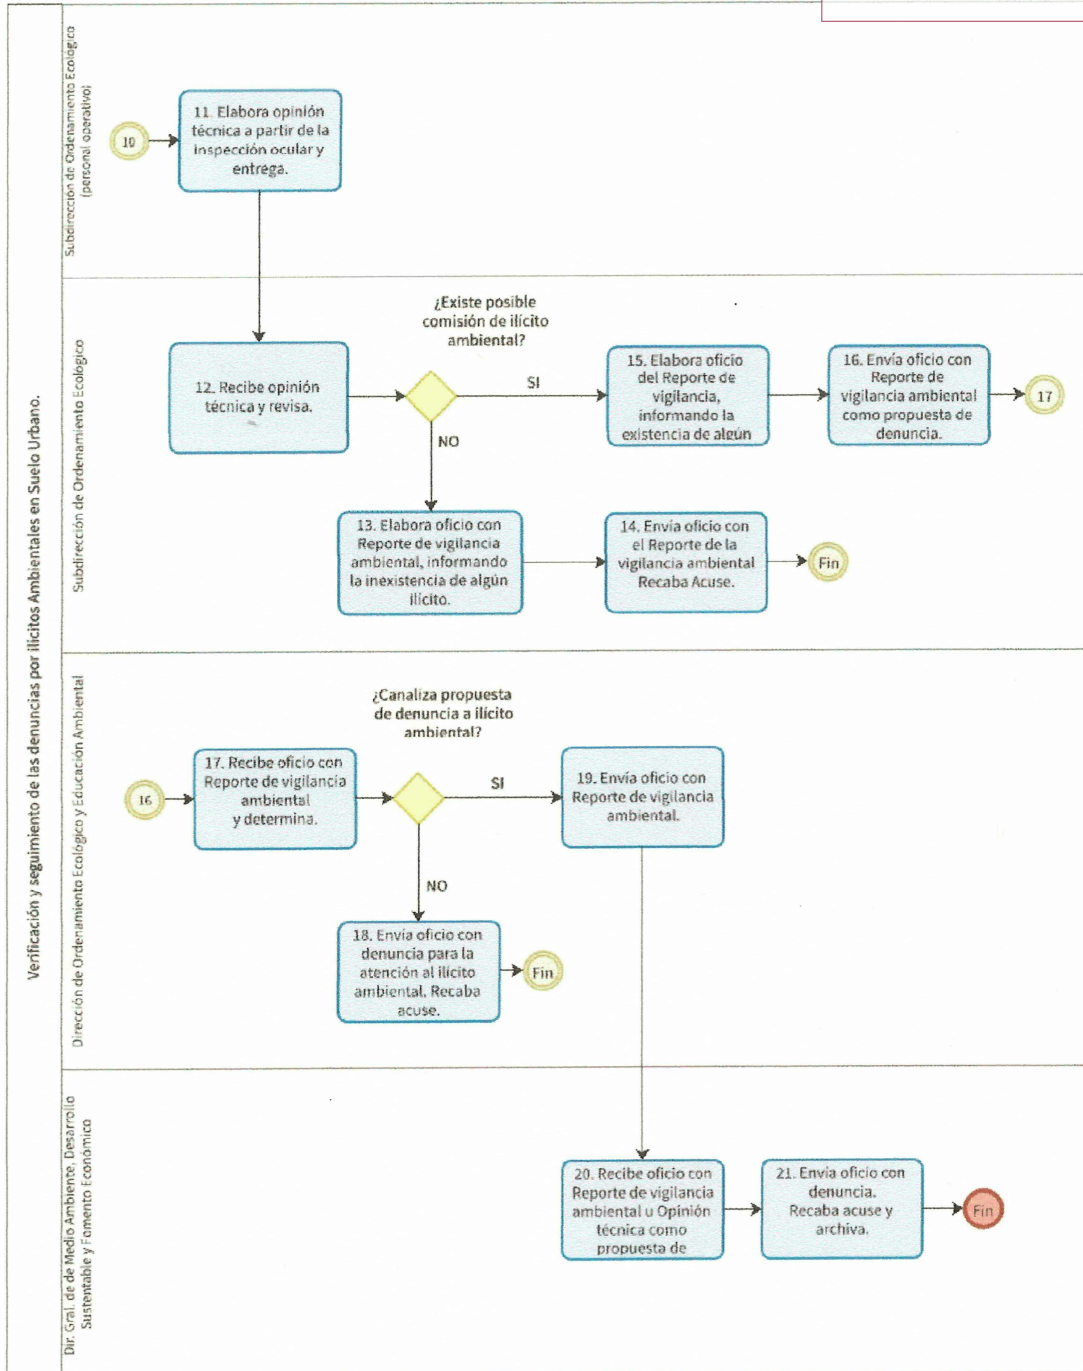 Verificación y seguimiento de las denuncias por ilícitos Ambientales en Suelo Urbano.
Subdirección de Ordenamiento Ecológico
(personal operativo)
10
11. Elabora opinión
técnica a partir de la
inspección ocular y
entrega.
Subdirección de Ordenamiento Ecológico
12. Recibe opinión
técnica y revisa.
¿Existe posible
comisión de ilícito
ambiental?
SI
NO
15. Elabora oficio
del Reporte de
vigilancia,
informando la
existencia de algún
16. Envía oficio con
Reporte de
vigilancia ambiental
como propuesta de
denuncia.
17
13. Elabora oficio con
Reporte de vigilancia
ambiental, informando
la inexistencia de algún
ilícito.
14. Envía oficio con
el Reporte de la
vigilancia ambiental
Recaba Acuse.
Fin
Dirección de Ordenamiento Ecológico y Educación Ambiental
16
17. Recibe oficio con
Reporte de vigilancia
ambiental
y determina.
¿Canaliza propuesta
de denuncia a ilícito
ambiental?
SI
NO
19. Envía oficio con
Reporte de vigilancia
ambiental.
18. Envía oficio con
denuncia para la
atención al ilícito
ambiental. Recaba
acuse.
Fin
Dir. Gral. de de Medio Ambiente, Desarrollo
Sustentable y Fomento Económico
20. Recibe oficio con
Reporte de vigilancia
ambiental u Opinión
técnica como
propuesta de
21. Envía oficio con
denuncia.
Recaba acuse y
archiva.
Fin